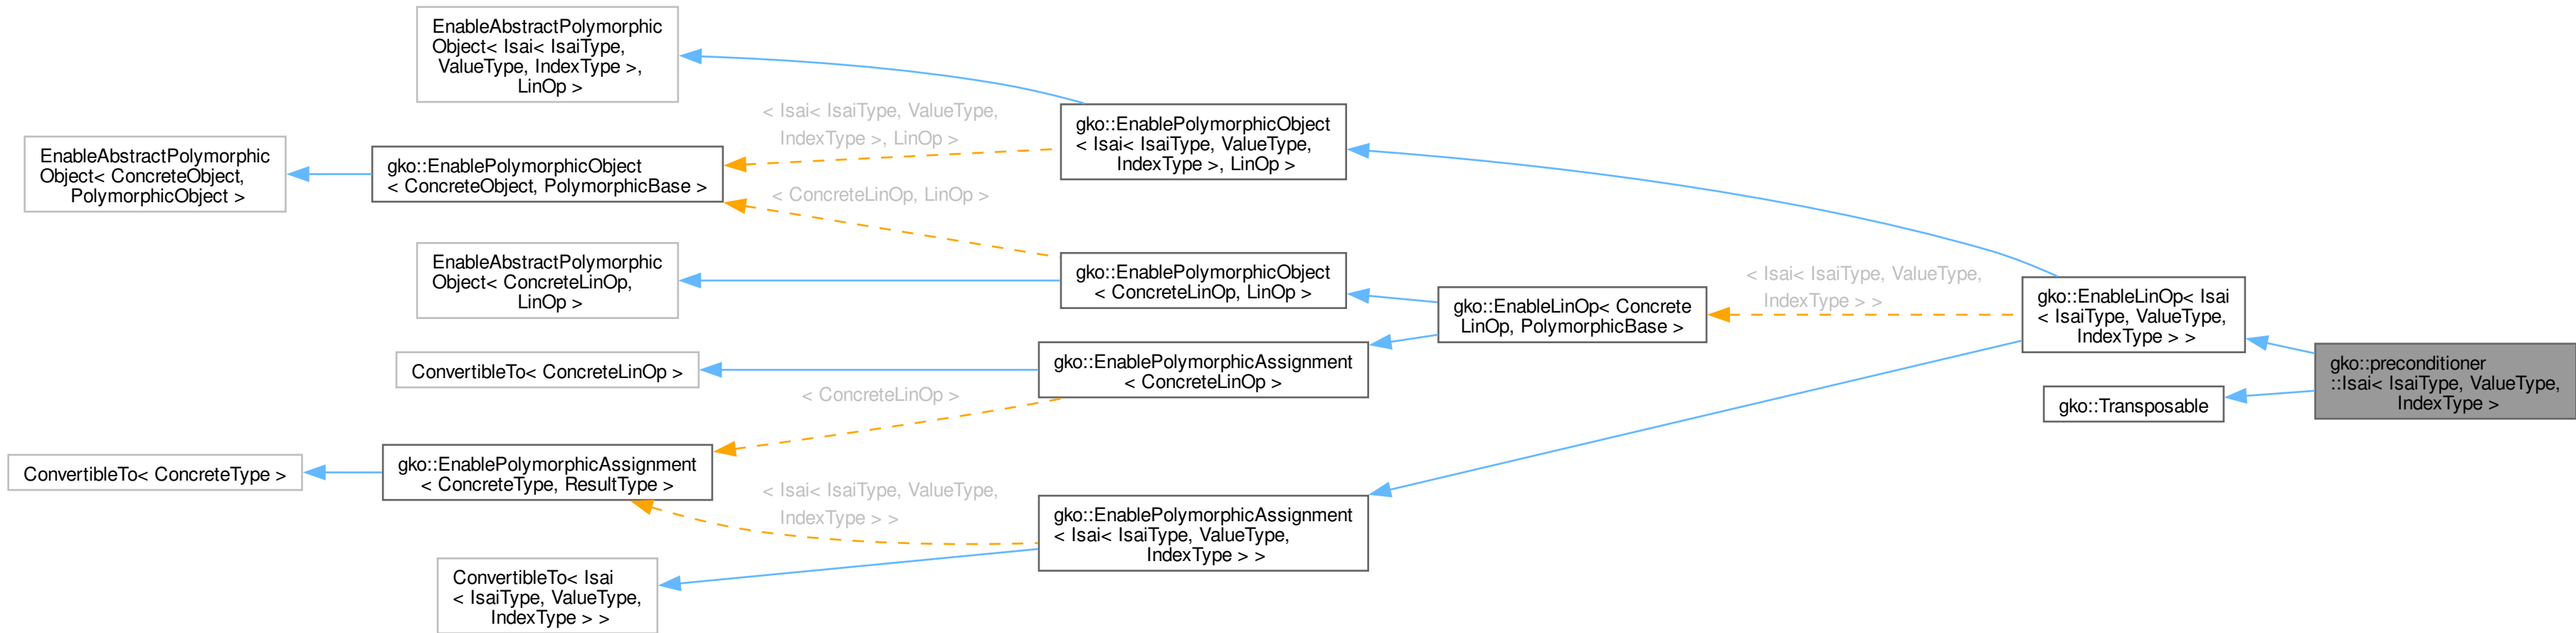 EnableAbstractPolymorphic
Object< Isai< IsaiType,
ValueType, IndexType >,
LinOp >
EnableAbstractPolymorphic
Object< ConcreteObject,
PolymorphicObject >
gko::EnablePolymorphicObject
< ConcreteObject, PolymorphicBase >
< Isai< IsaiType, ValueType,
IndexType >, LinOp >
gko::EnablePolymorphicObject
< Isai< IsaiType, ValueType,
IndexType >, LinOp >
< ConcreteLinOp, LinOp >
EnableAbstractPolymorphic
Object< ConcreteLinOp,
LinOp >
gko::EnablePolymorphicObject
< ConcreteLinOp, LinOp >
gko::EnableLinOp< Concrete
LinOp, PolymorphicBase >
< Isai< IsaiType, ValueType,
IndexType > >
gko::EnableLinOp< Isai
< IsaiType, ValueType,
IndexType > >
gko::preconditioner
::Isai< IsaiType, ValueType,
IndexType >
gko::Transposable
ConvertibleTo< ConcreteLinOp >
gko::EnablePolymorphicAssignment
< ConcreteLinOp >
< ConcreteLinOp >
ConvertibleTo< ConcreteType >
gko::EnablePolymorphicAssignment
< ConcreteType, ResultType >
< Isai< IsaiType, ValueType,
IndexType > >
gko::EnablePolymorphicAssignment
< Isai< IsaiType, ValueType,
IndexType > >
ConvertibleTo< Isai
< IsaiType, ValueType,
IndexType > >